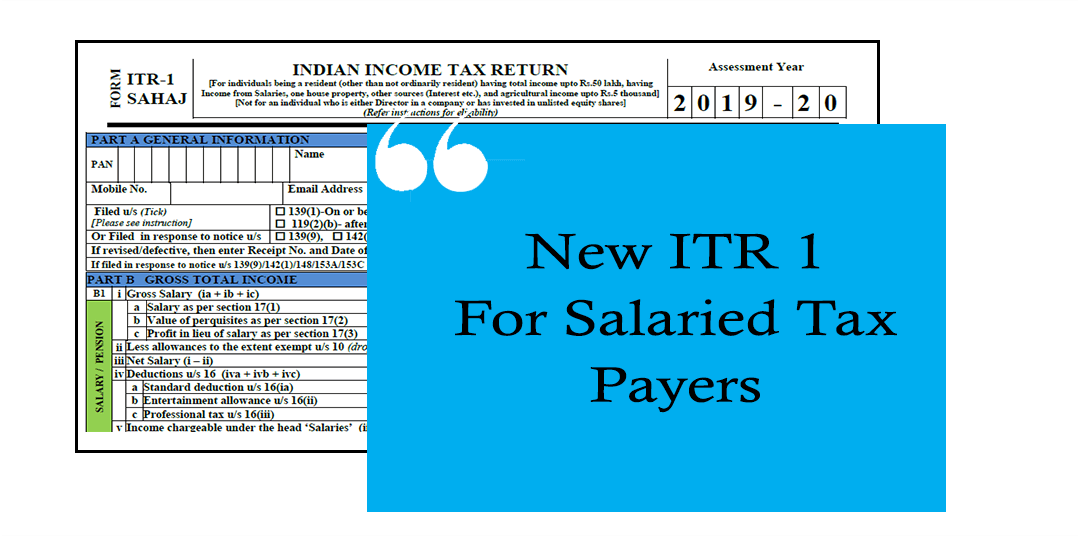 FORM
ITR-1
SAHAJ
INDIAN INCOME TAX RETURN
[For individuals being a resident (other than not ordinarily resident) having total income upto Rs.50 lakh, having
Income from Salaries, one house property, other sources (Interest etc.), and agricultural income upto Rs.5 thousand]
[Not for an individual who is either Director in a company or has invested in unlisted equity shares]
(Refer instructions for eligibility)
Assessment Year
2 0 1 9 - 2 0
PART A GENERAL INFORMATION
PAN
Name
Mobile No.
Email Address
Filed u/s (Tick)
[Please see instruction]
139(1)-On or be
119(2)(b)- after
Or Filed in response to notice u/s
139(9), 142(
If revised/defective, then enter Receipt No. and Date of
If filed in response to notice u/s 139(9)/142(1)/148/153A/153C
PART B GROSS TOTAL INCOME
B1 i Gross Salary (ia + ib + ic)
a Salary as per section 17(1)
b Value of perquisites as per section 17(2)
c Profit in lieu of salary as per section 17(3)
ii Less allowances to the extent exempt u/s 10 (dro
iii Net Salary (i – ii)
iv Deductions u/s 16 (iva + ivb + ivc)
a Standard deduction u/s 16(ia)
b Entertainment allowance u/s 16(ii)
c Professional tax u/s 16(iii)
v Income chargeable under the head ‘Salaries’ (i
SALARY / PENSION
“
New ITR 1
For Salaried Tax
Payers